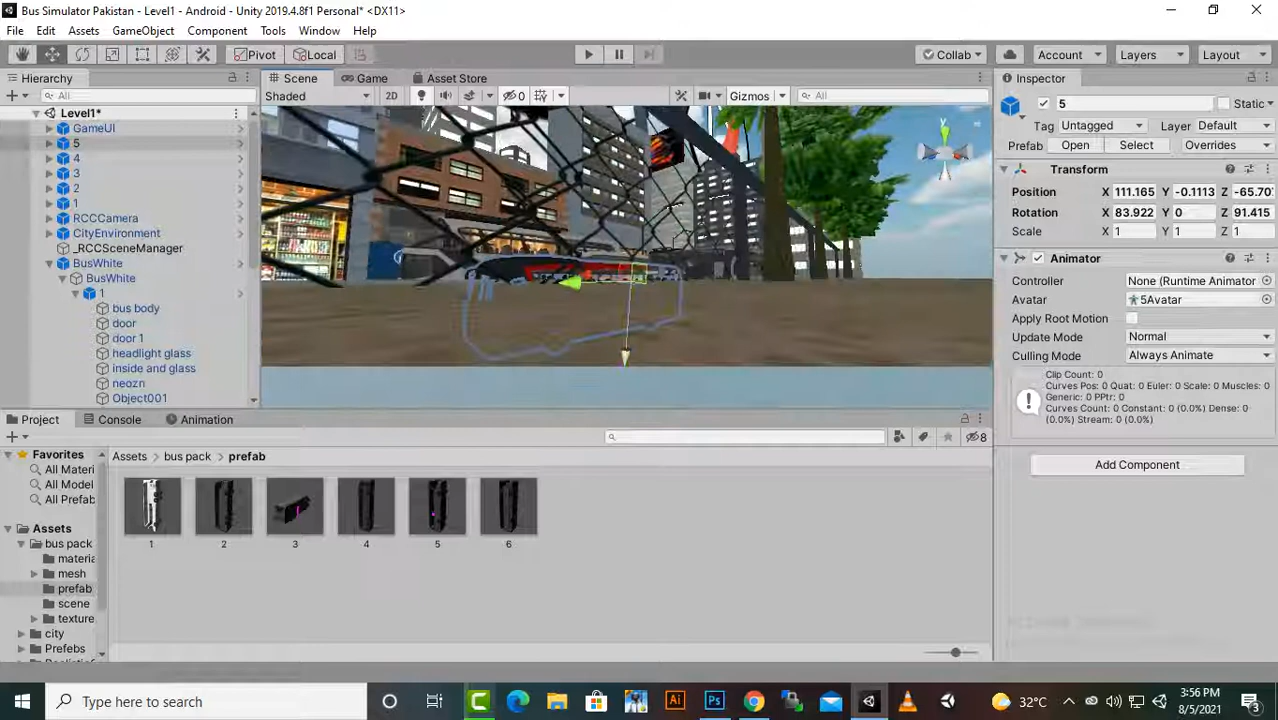 Bus Simulator Pakistan - Level1 - Android - Unity 2019.4.8f1 Personal* <DX11>
File Edit Assets GameObject Component Tools Window Help
Pivot Local Collab Account Layers Layout
Hierarchy Scene Game Asset Store Inspector
All Shaded 2D 0 Gizmos All 5 Static
Level1*
GameUI
5
4
3
2
1
RCCCamera
CityEnvironment
_RCCSceneManager
BusWhite
BusWhite
1
bus body
door
door 1
headlight glass
inside and glass
neozn
Object001
Tag Untagged Layer Default
Prefab Open Select Overrides
Transform
Position X 111.165 Y -0.1113 Z -65.70
Rotation X 83.922 Y 0 Z 91.415
Scale X 1 Y 1 Z 1
Animator
Controller None (Runtime Animator
Avatar 5Avatar
Apply Root Motion
Update Mode Normal
Culling Mode Always Animate
Clip Count: 0
Curves Pos: 0 Quat: 0 Euler: 0 Scale: 0 Muscles: 0
Generic: 0 PPtr: 0
Curves Count: 0 Constant: 0 (0.0%) Dense: 0
(0.0%) Stream: 0 (0.0%)
Add Component
Project Console Animation
8
Favorites
All Materi
All Model
All Prefab
Assets
bus pack
materia
mesh
prefab
scene
texture
city
Prefebs
Assets > bus pack > prefab
1 2 3 4 5 6
Type here to search
32°C
3:56 PM
8/5/2021
3